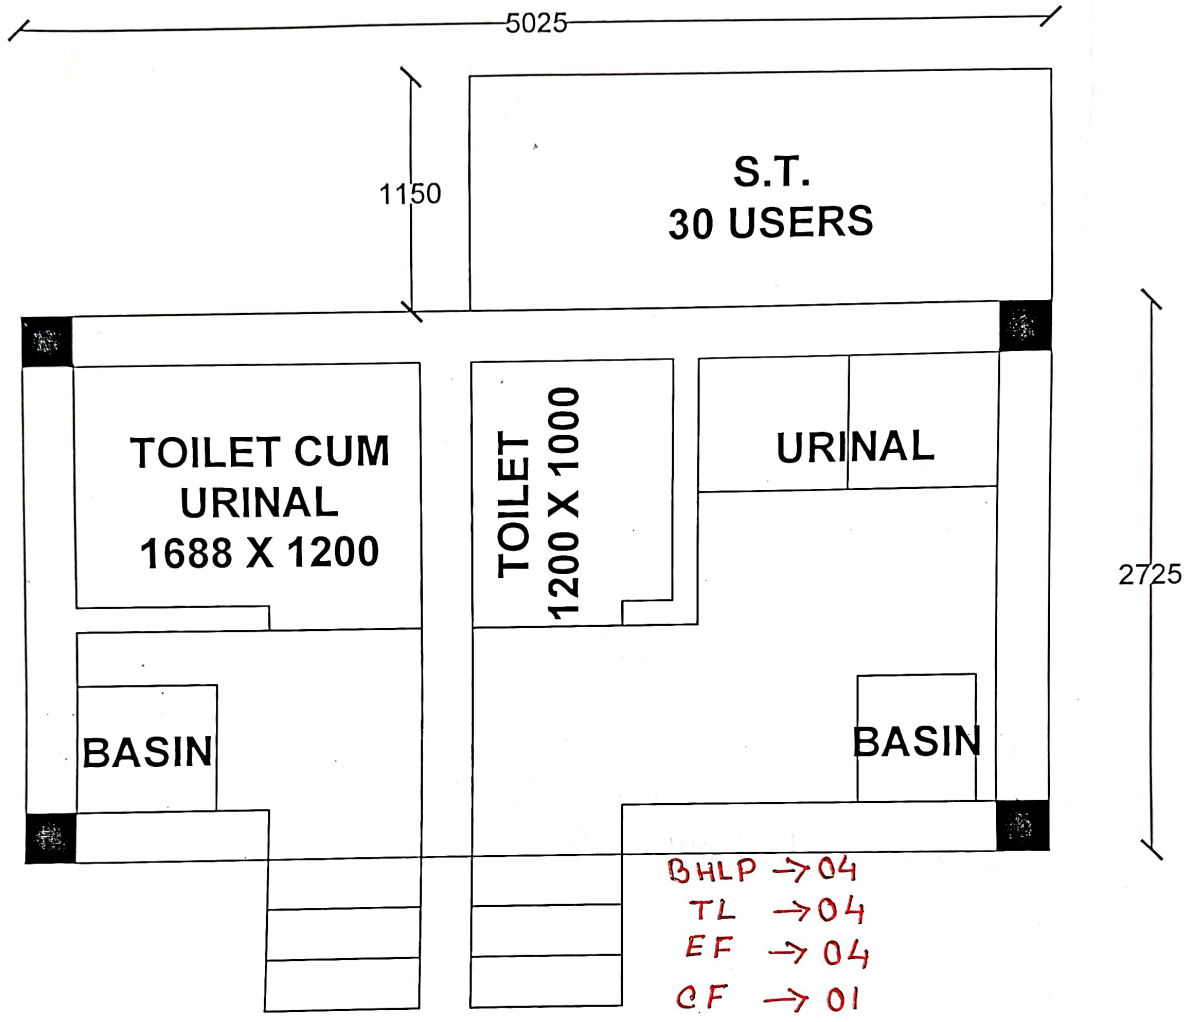 5025
1150
S.T.
30 USERS
TOILET CUM
URINAL
1688 X 1200
TOILET
1200 X 1000
URINAL
2725
BASIN
BASIN
BHLP → 04
TL → 04
EF → 04
CF → 01